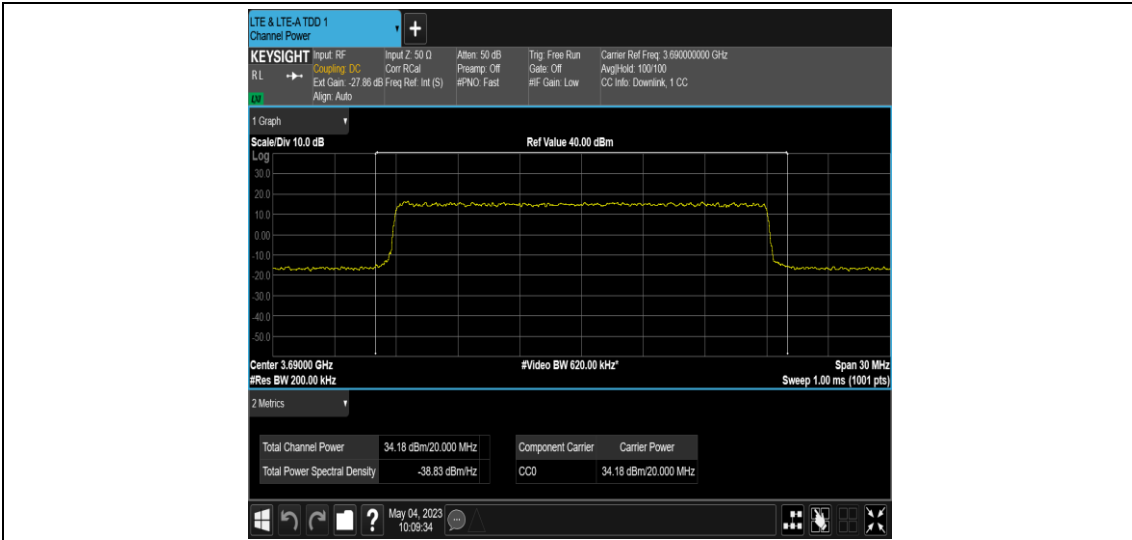 LTE & LTE-A TDD 1
Channel Power
KEYSIGHT
RL
LM
Input: RF
Coupling: DC
Ext Gain: -27.86 dB
Align: Auto
Input Z: 50 Ω
Corr RCal
Freq Ref: Int (S)
Atten: 50 dB
Preamp: Off
#PNO: Fast
Trig: Free Run
Gate: Off
#IF Gain: Low
Carrier Ref Freq: 3.690000000 GHz
Avg|Hold: 100/100
CC Info: Downlink, 1 CC
1 Graph
Scale/Div 10.0 dB
Ref Value 40.00 dBm
Log
30.0
20.0
10.0
0.00
-10.0
-20.0
-30.0
-40.0
-50.0
Center 3.69000 GHz
#Video BW 620.00 kHz*
Span 30 MHz
#Res BW 200.00 kHz
Sweep 1.00 ms (1001 pts)
2 Metrics
Total Channel Power 34.18 dBm/20.000 MHz
Total Power Spectral Density -38.83 dBm/Hz
Component Carrier Carrier Power
CC0 34.18 dBm/20.000 MHz
?
May 04, 2023
10:09:34